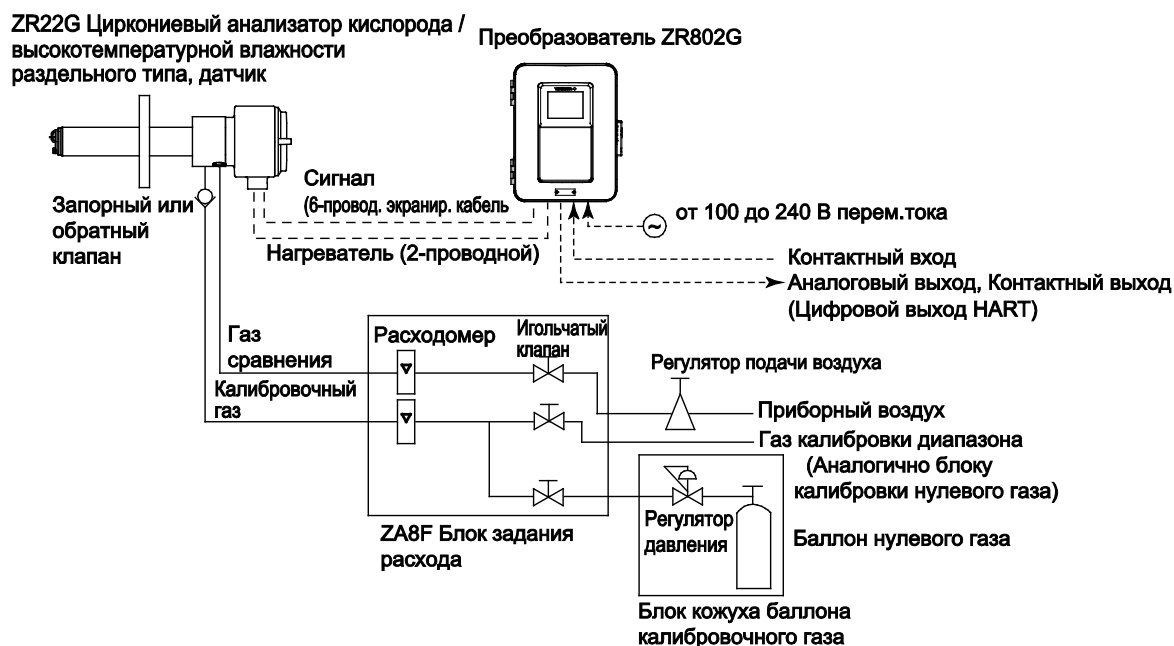 ZR22G Циркониевый анализатор кислорода /
высокотемпературной влажности
раздельного типа, датчик
Преобразователь ZR802G
Запорный или
обратный
клапан
Сигнал
(6-провод. экранир. кабель
Нагреватель (2-проводной)
от 100 до 240 В перем.тока
Контактный вход
Аналоговый выход, Контактный выход
(Цифровой выход HART)
Газ
сравнения
Калибровочный
газ
Расходомер
Игольчатый
клапан
Регулятор подачи воздуха
Приборный воздух
Газ калибровки диапазона
(Аналогично блоку
калибровки нулевого газа)
ZA8F Блок задания
расхода
Регулятор
давления
Баллон нулевого газа
Блок кожуха баллона
калибровочного газа